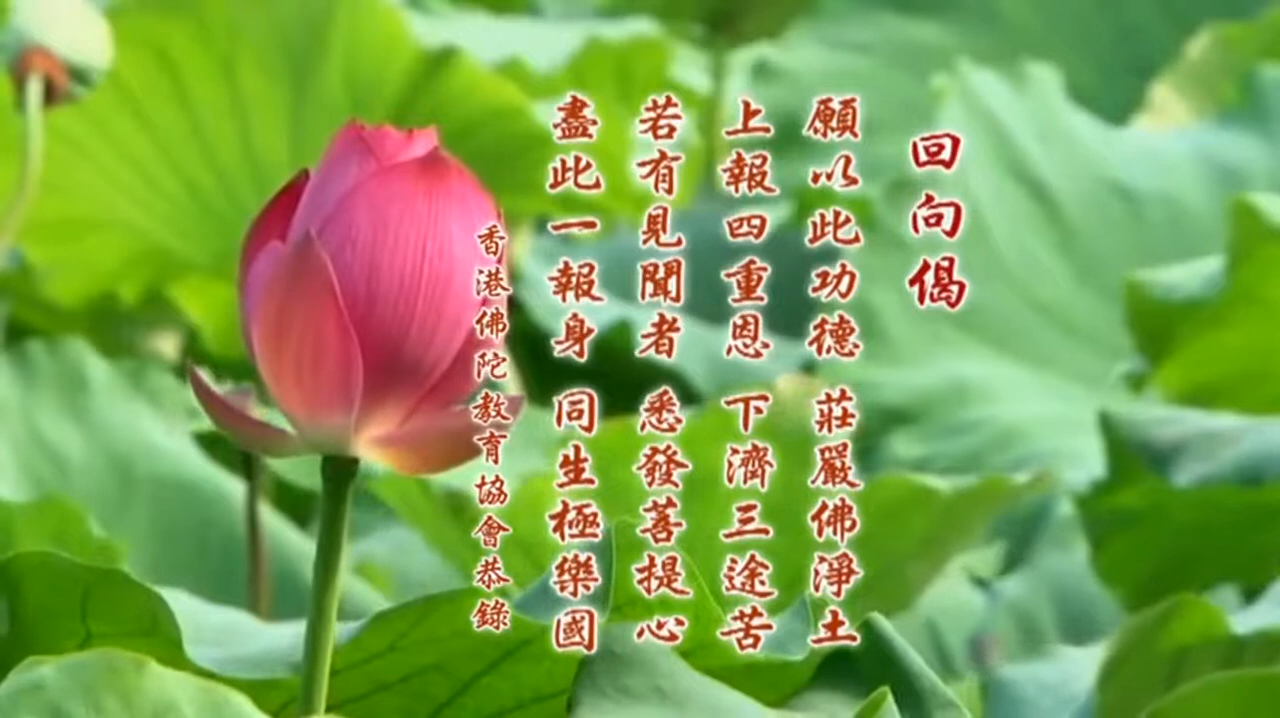 回向偈
願以此功德 莊嚴佛淨土
上報四重恩 下濟三途苦
若有見聞者 悉發菩提心
盡此一報身 同生極樂國
香港佛陀教育協會恭錄